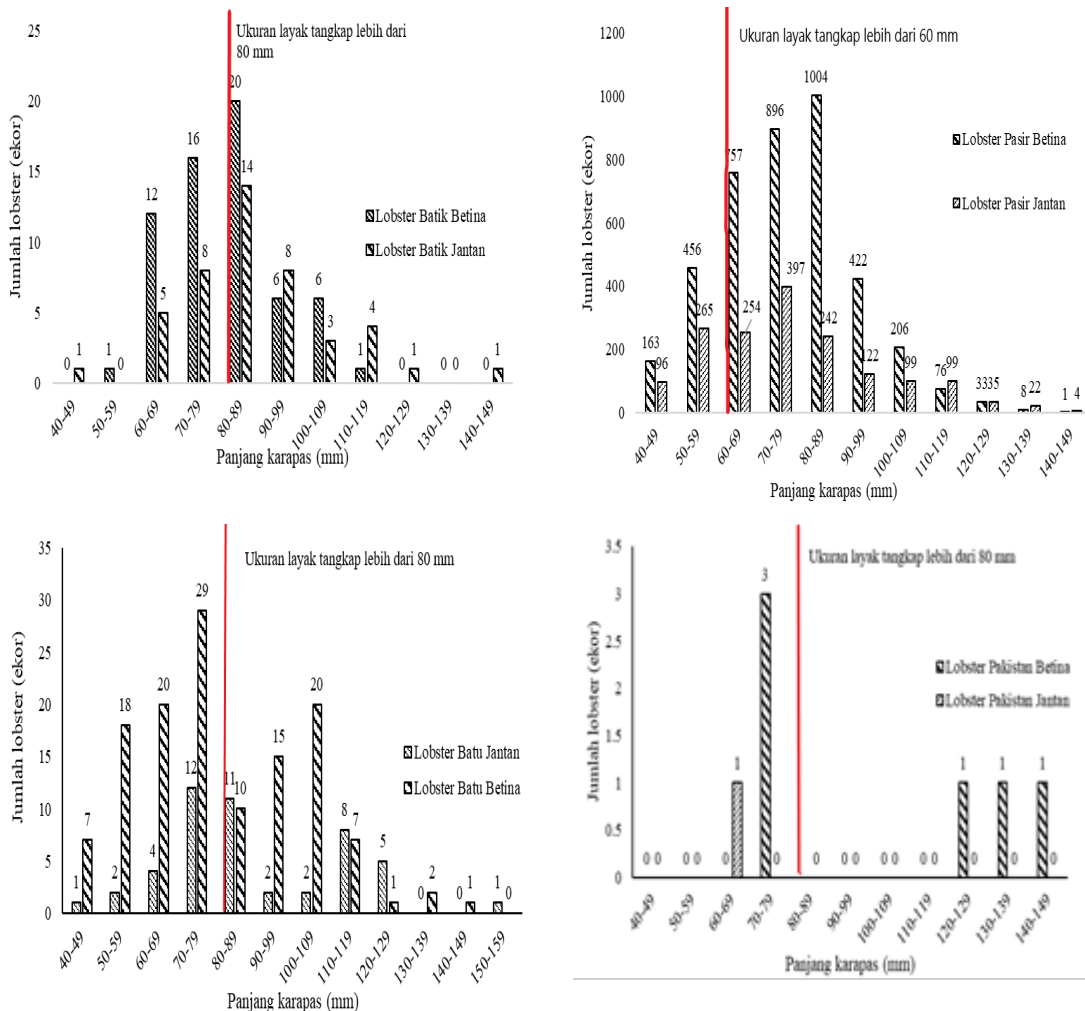 Ukuran layak tangkap lebih dari
80 mm
Jumlah lobster (ekor)
25
20
15
10
5
0
0 1 1 0 12 5 16 8 20 14 6 8 6 3 1 4 0 1 0 0 0 1
Lobster Batik Betina
Lobster Batik Jantan
40-49 50-59 60-69 70-79 80-89 90-99 100-109 110-119 120-129 130-139 140-149
Panjang karapas (mm)
Ukuran layak tangkap lebih dari 60 mm
Jumlah lobster (ekor)
1200
1000
800
600
400
200
0
163 96 456 265 757 254 896 397 1004 242 422 122 206 99 76 99 33 35 8 22 1 4
Lobster Pasir Betina
Lobster Pasir Jantan
40-49 50-59 60-69 70-79 80-89 90-99 100-109 110-119 120-129 130-139 140-149
Panjang karapas (mm)
Ukuran layak tangkap lebih dari 80 mm
Jumlah lobster (ekor)
35
30
25
20
15
10
5
0
1 7 2 18 4 20 12 29 11 10 2 15 2 20 8 7 5 1 0 2 0 1 1 0
Lobster Batu Jantan
Lobster Batu Betina
40-49 50-59 60-69 70-79 80-89 90-99 100-109 110-119 120-129 130-139 140-149 150-159
Panjang karapas (mm)
Ukuran layak tangkap lebih dari 80 mm
Jumlah lobster (ekor)
3.5
3
2.5
2
1.5
1
0.5
0
0 0 0 0 0 1 3 0 0 0 0 0 0 0 0 1 0 1 0 1 0
Lobster Pakistan Betina
Lobster Pakistan Jantan
40-49 50-59 60-69 70-79 80-89 90-99 100-109 110-119 120-129 130-139 140-149
Panjang karapas (mm)